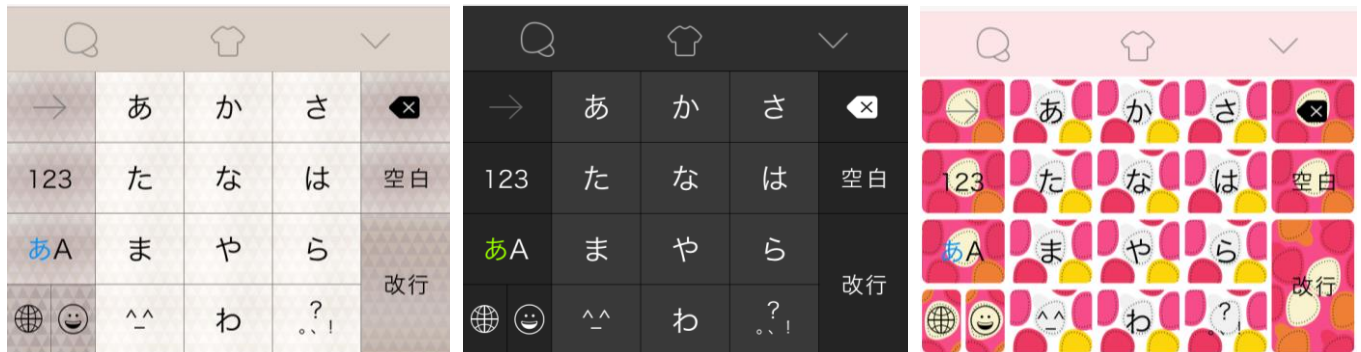 あ か さ
123 た な は 空白
あA ま や ら
改行
^_^ わ 。、?!
あ か さ
123 た な は 空白
あA ま や ら
改行
^_^ わ 。、?!
あ か さ
123 た な は 空白
あA ま や ら
改行
^_^ わ 。、?!